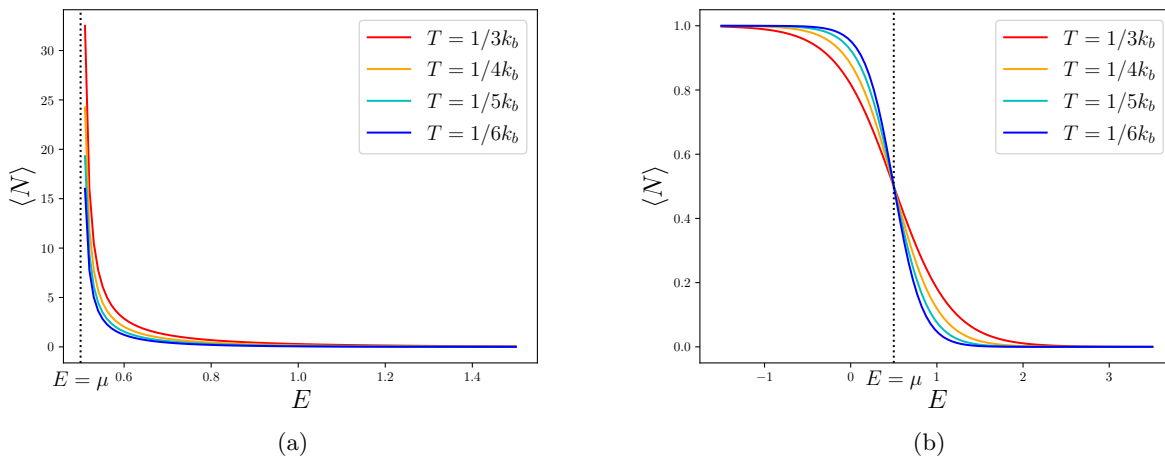 30
25
20
15
10
5
0
⟨N⟩
T = 1/3k_b
T = 1/4k_b
T = 1/5k_b
T = 1/6k_b
E = μ
0.6
0.8
1.0
1.2
1.4
E
(a)
1.0
0.8
0.6
0.4
0.2
0.0
⟨N⟩
T = 1/3k_b
T = 1/4k_b
T = 1/5k_b
T = 1/6k_b
−1
0
E = μ
1
2
3
E
(b)